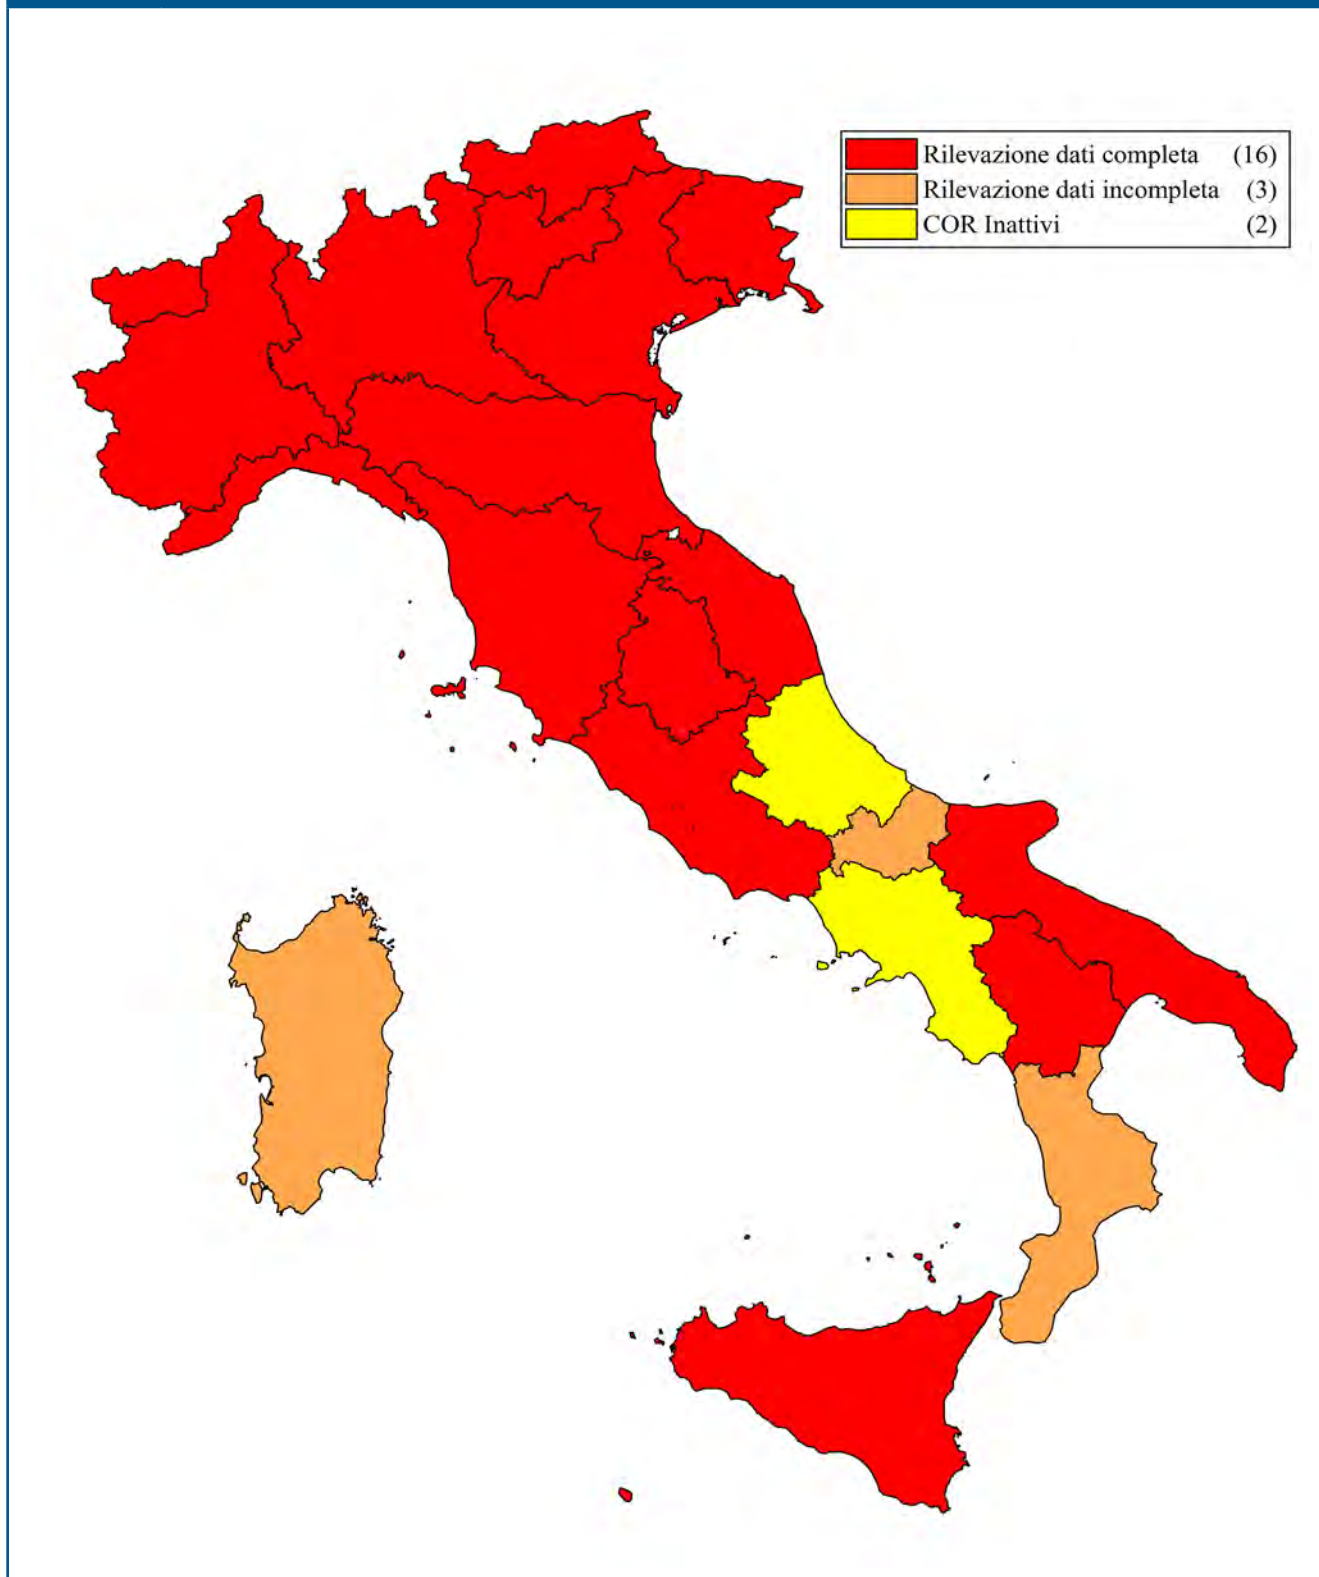 Rilevazione dati completa (16)
Rilevazione dati incompleta (3)
COR Inattivi (2)